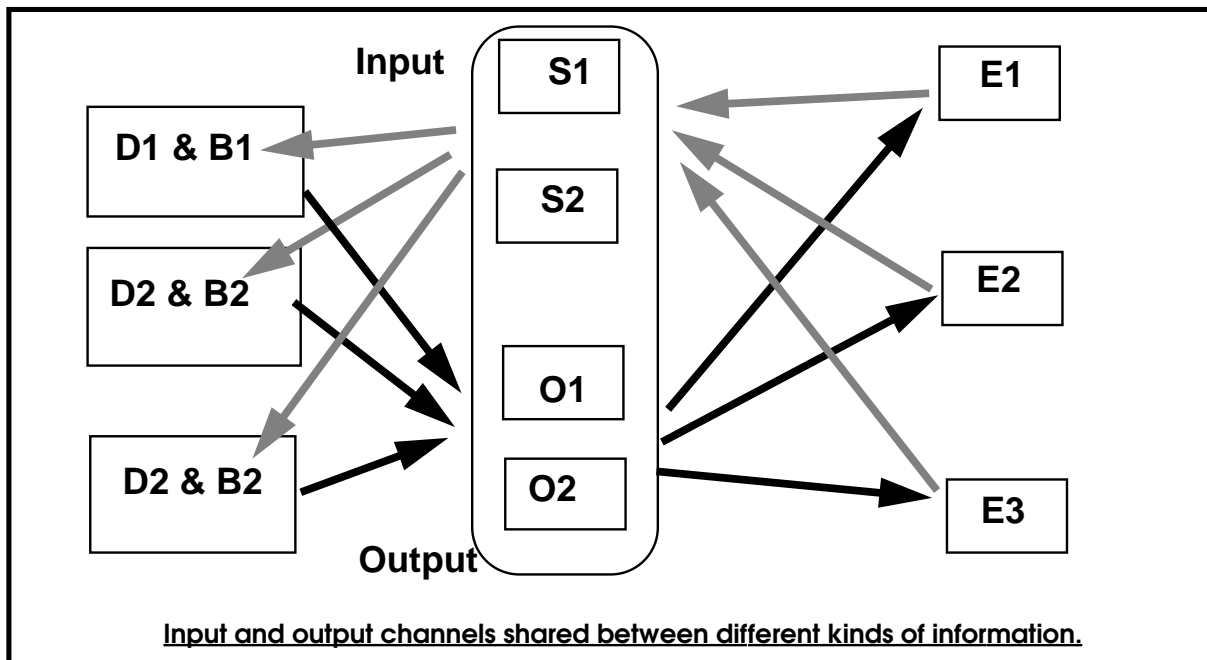 Input
S1
E1
D1 & B1
S2
D2 & B2
E2
O1
D2 & B2
O2
E3
Output
Input and output channels shared between different kinds of information.